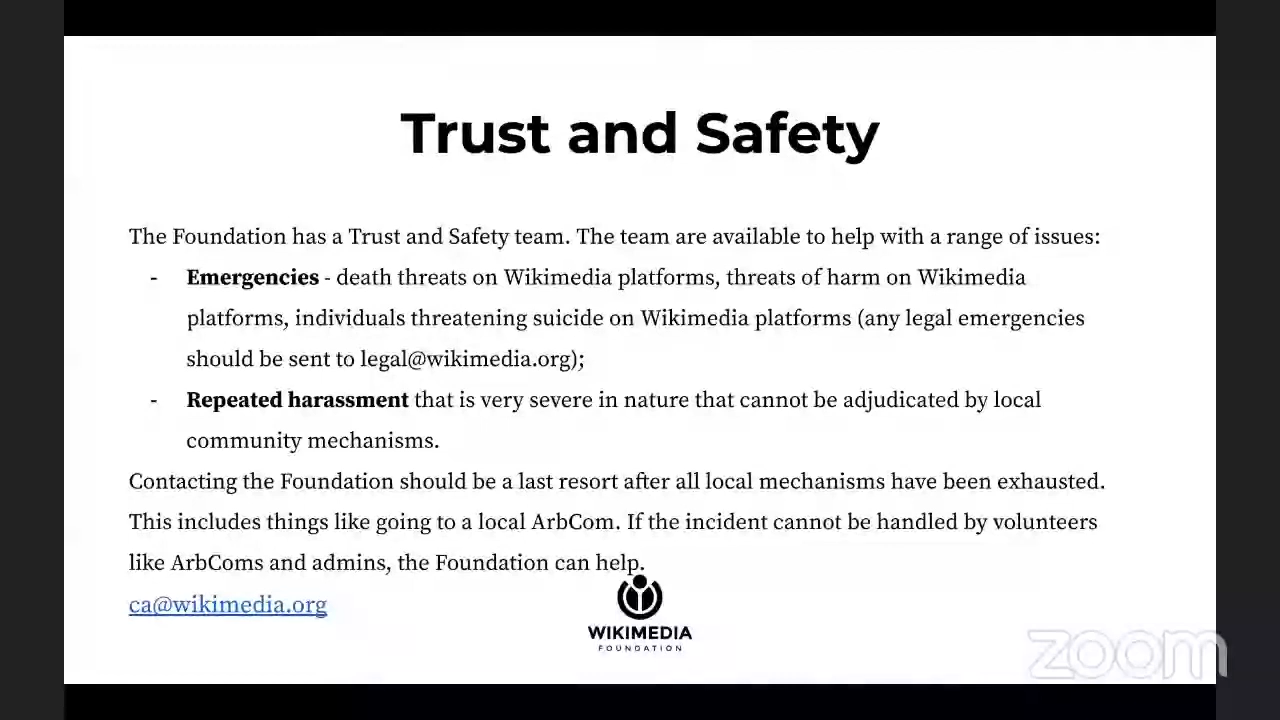 Trust and Safety
The Foundation has a Trust and Safety team. The team are available to help with a range of issues:
- Emergencies - death threats on Wikimedia platforms, threats of harm on Wikimedia
platforms, individuals threatening suicide on Wikimedia platforms (any legal emergencies
should be sent to legal@wikimedia.org);
- Repeated harassment that is very severe in nature that cannot be adjudicated by local
community mechanisms.
Contacting the Foundation should be a last resort after all local mechanisms have been exhausted.
This includes things like going to a local ArbCom. If the incident cannot be handled by volunteers
like ArbComs and admins, the Foundation can help.
ca@wikimedia.org
WIKIMEDIA
FOUNDATION
zoom